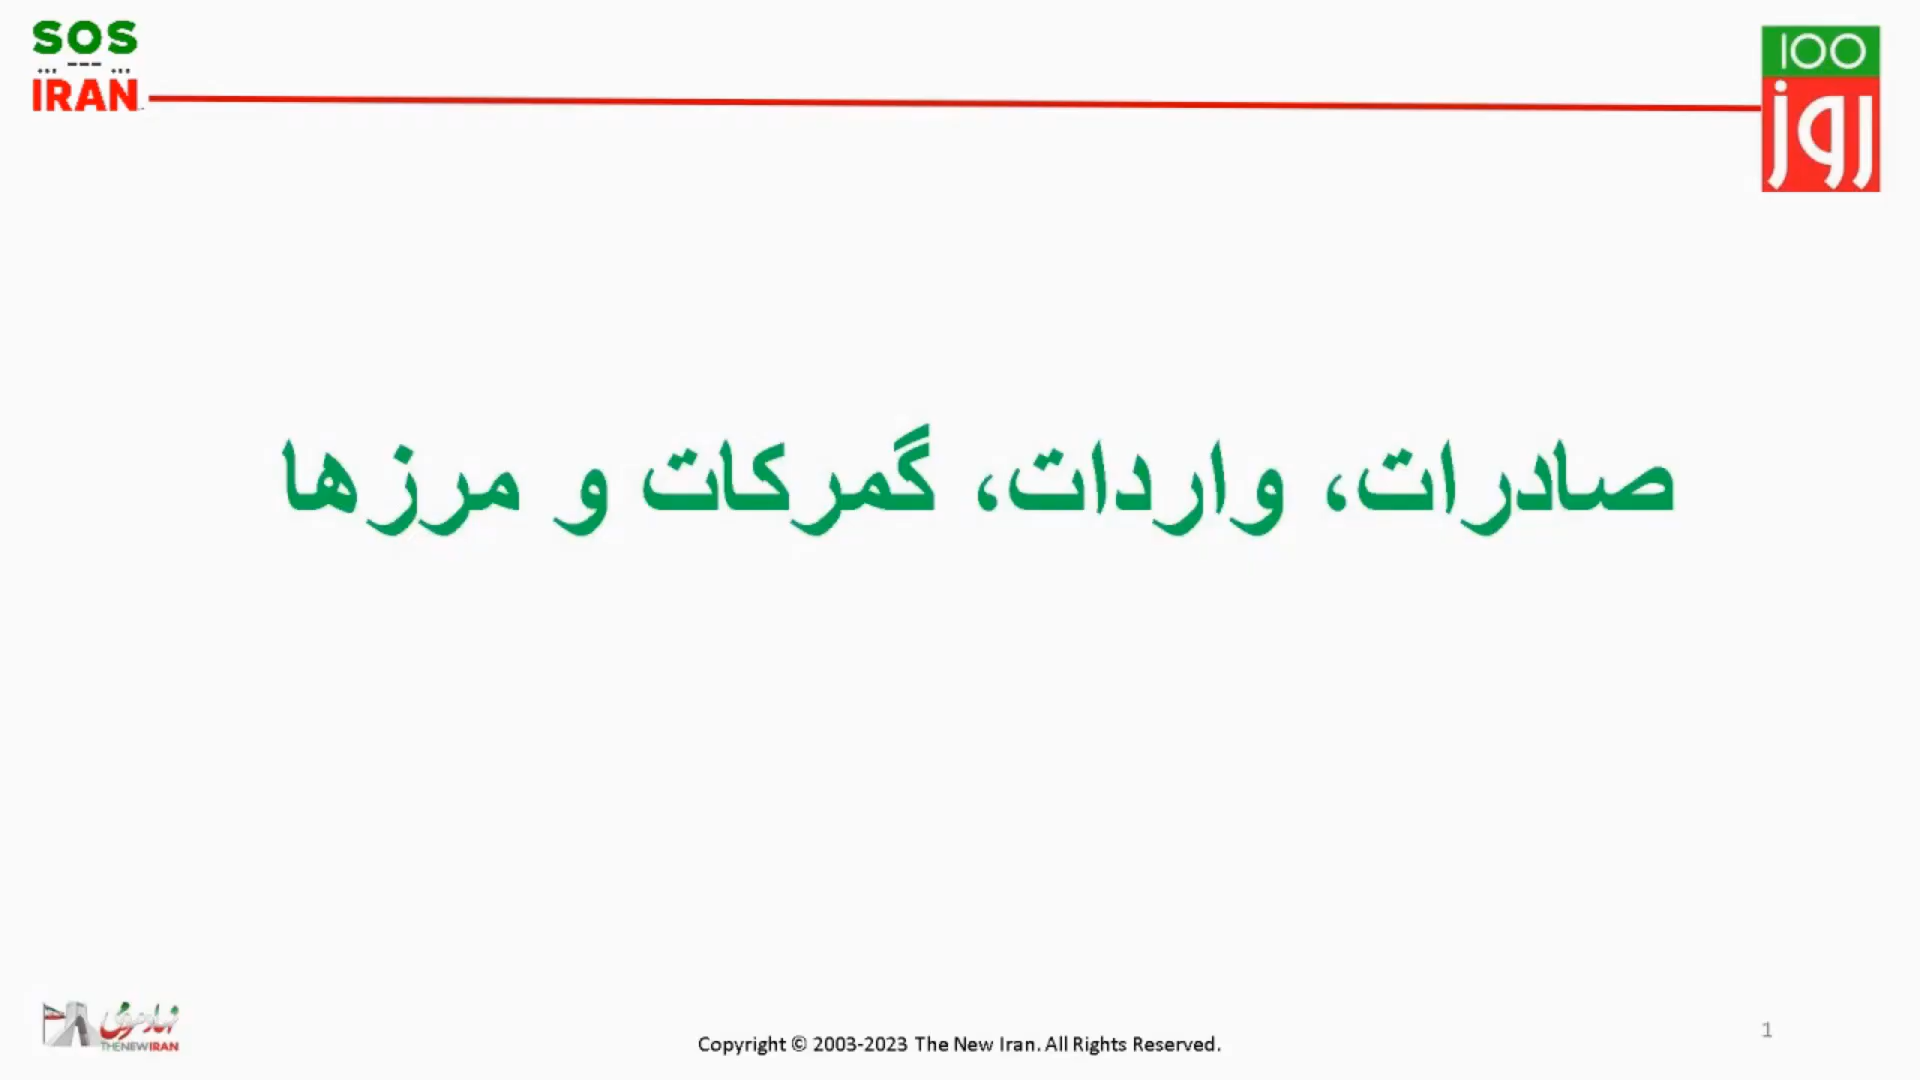 SOS
IRAN
100
روز
صادرات، واردات، گمرکات و مرزها
THENEWIRAN
Copyright © 2003-2023 The New Iran. All Rights Reserved.
1